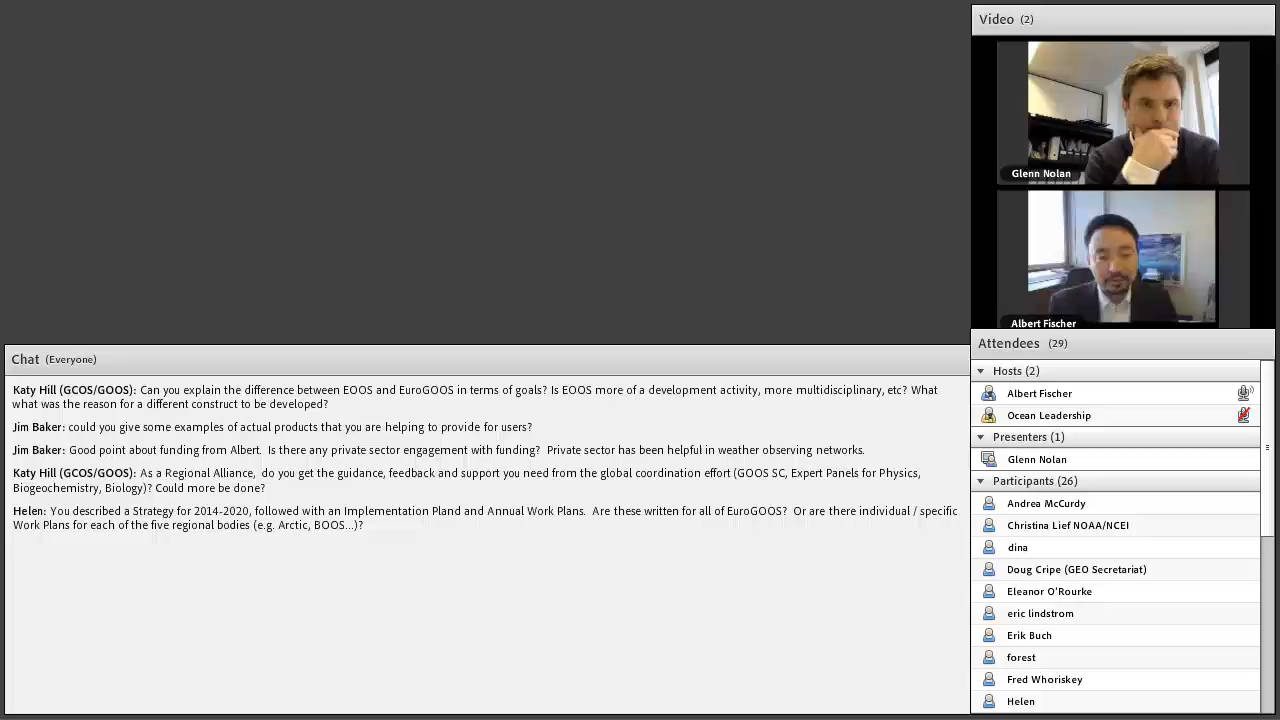 Video (2)
Glenn Nolan
Albert Fischer
Chat (Everyone)
Katy Hill (GCOS/GOOS): Can you explain the difference between EOOS and EuroGOOS in terms of goals? Is EOOS more of a development activity, more multidisciplinary, etc? What
what was the reason for a different construct to be developed?
Jim Baker: could you give some examples of actual products that you are helping to provide for users?
Jim Baker: Good point about funding from Albert. Is there any private sector engagement with funding? Private sector has been helpful in weather observing networks.
Katy Hill (GCOS/GOOS): As a Regional Alliance, do you get the guidance, feedback and support you need from the global coordination effort (GOOS SC, Expert Panels for Physics,
Biogeochemistry, Biology)? Could more be done?
Helen: You described a Strategy for 2014-2020, followed with an Implementation Pland and Annual Work Plans. Are these written for all of EuroGOOS? Or are there individual / specific
Work Plans for each of the five regional bodies (e.g. Arctic, BOOS...)?
Attendees (29)
Hosts (2)
Albert Fischer
Ocean Leadership
Presenters (1)
Glenn Nolan
Participants (26)
Andrea McCurdy
Christina Lief NOAA/NCEI
dina
Doug Cripe (GEO Secretariat)
Eleanor O'Rourke
eric lindstrom
Erik Buch
forest
Fred Whoriskey
Helen